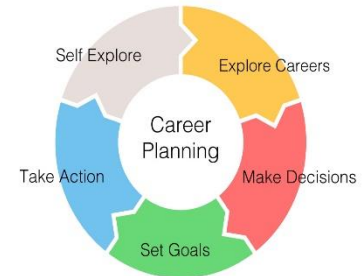 Self Explore
Explore Careers
Career
Planning
Take Action
Make Decisions
Set Goals